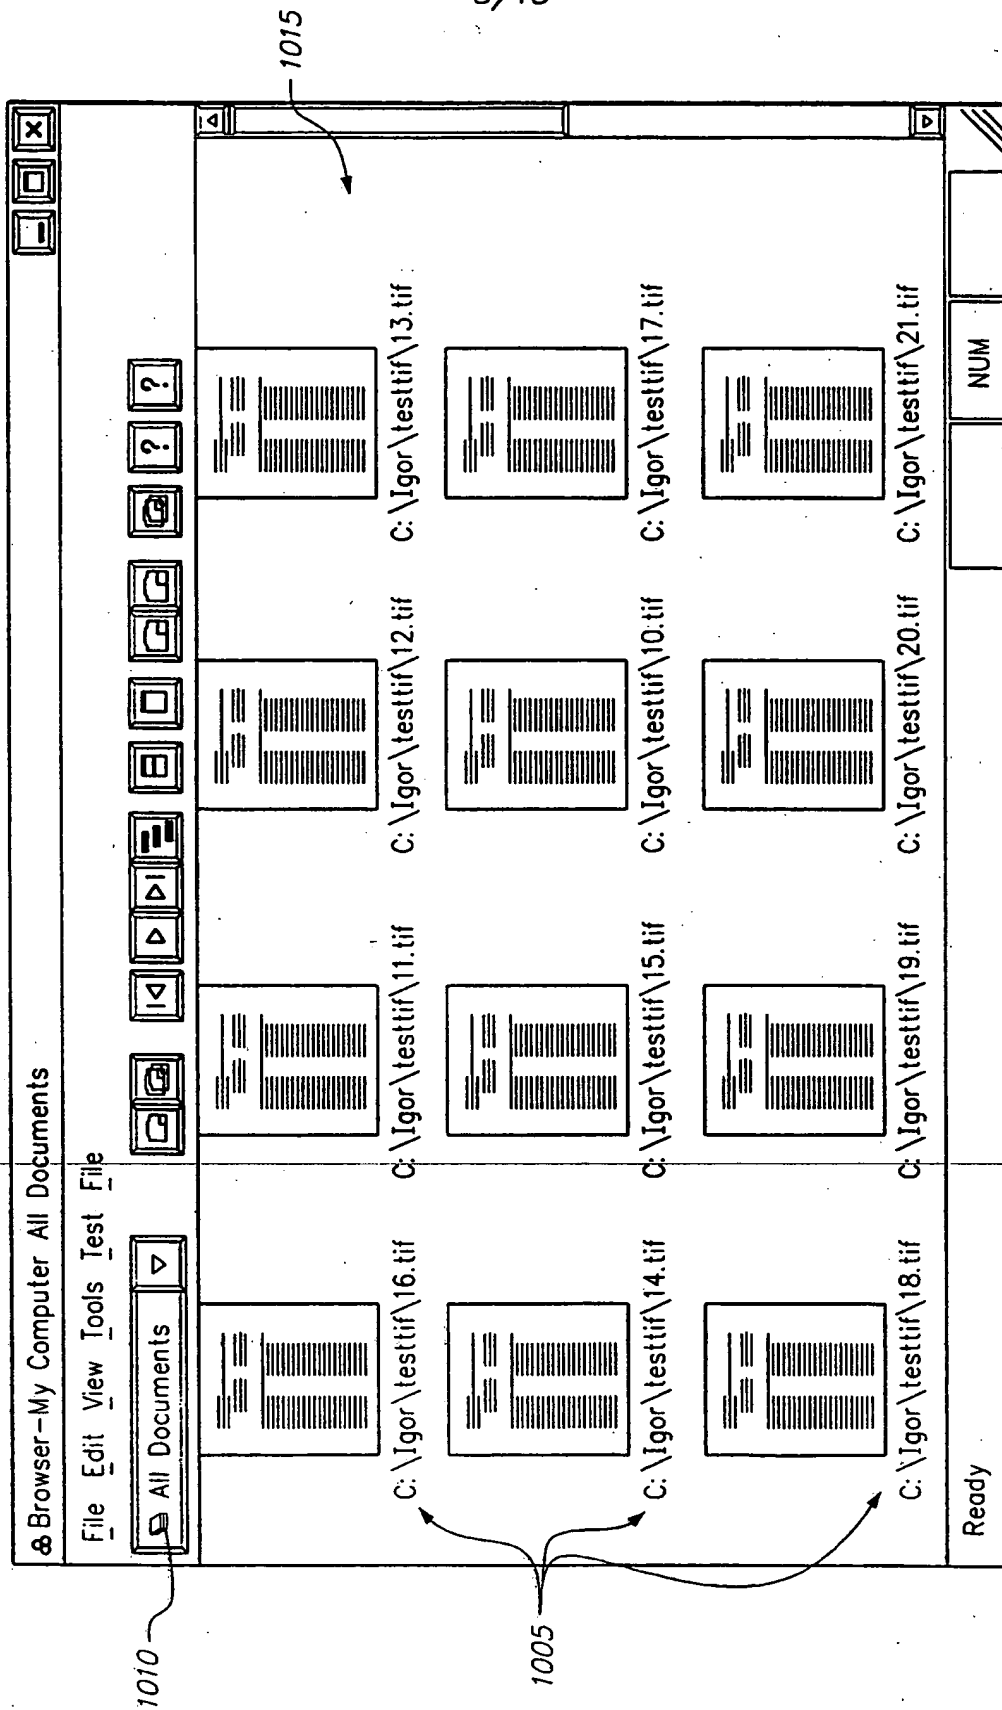 1015
Browser-My Computer All Documents
File Edit View Tools Test File
1010
All Documents
? ?
C:\Igor\testtif\16.tif C:\Igor\testtif\11.tif C:\Igor\testtif\12.tif C:\Igor\testtif\13.tif
C:\Igor\testtif\14.tif C:\Igor\testtif\15.tif C:\Igor\testtif\10.tif C:\Igor\testtif\17.tif
1005
C:\Igor\testtif\18.tif C:\Igor\testtif\19.tif C:\Igor\testtif\20.tif C:\Igor\testtif\21.tif
Ready NUM